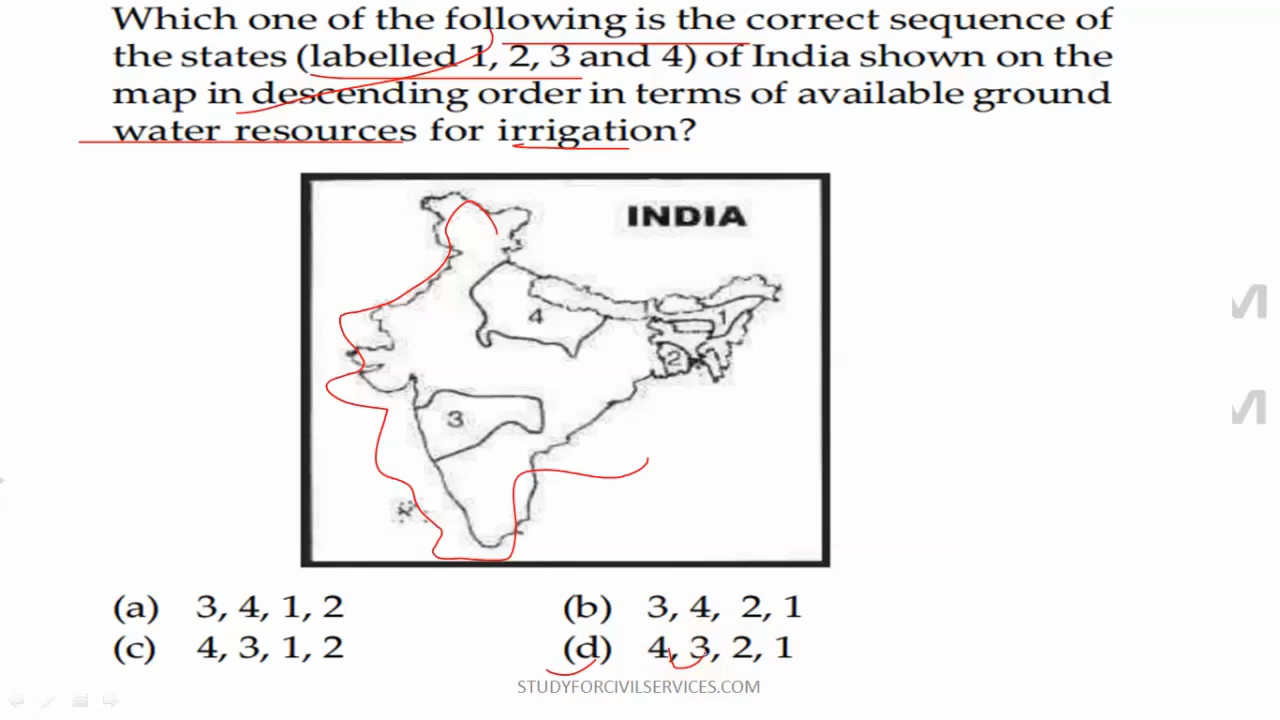 Which one of the following is the correct sequence of
the states (labelled 1, 2, 3 and 4) of India shown on the
map in descending order in terms of available ground
water resources for irrigation?
INDIA
4
1
2
3
(a) 3, 4, 1, 2
(b) 3, 4, 2, 1
(c) 4, 3, 1, 2
(d) 4, 3, 2, 1
STUDYFORCIVILSERVICES.COM
M
M